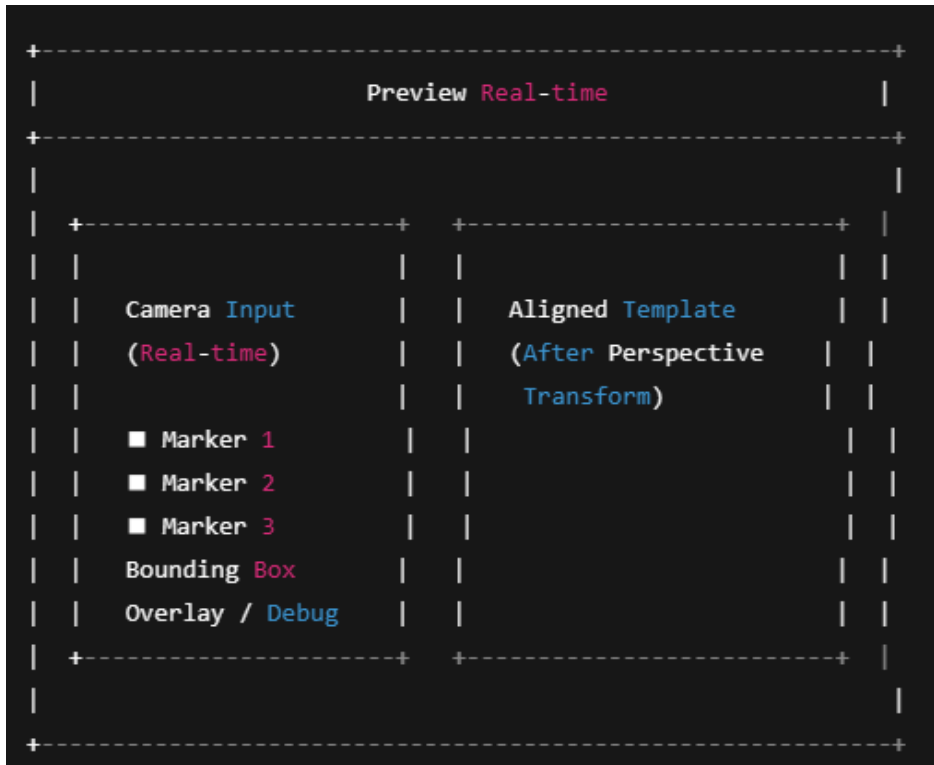 Preview Real-time
Camera Input
(Real-time)
■ Marker 1
■ Marker 2
■ Marker 3
Bounding Box
Overlay / Debug
Aligned Template
(After Perspective
Transform)